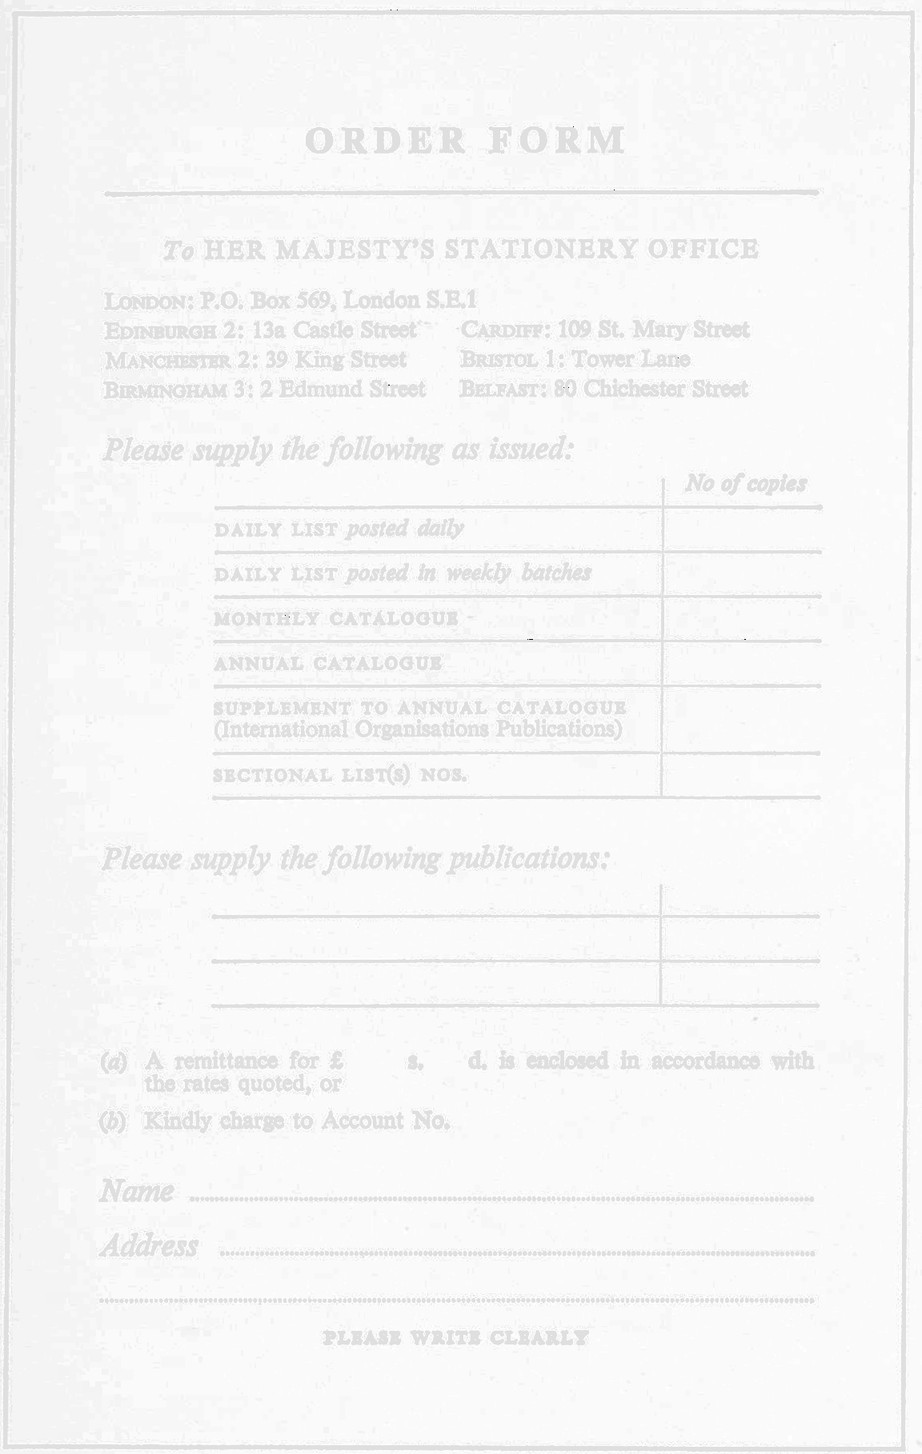 ORDER FORM
To HER MAJESTY'S STATIONERY OFFICE
LONDON: P.O. Box 569, London S.E.1
EDINBURGH 2: 13a Castle Street CARDIFF: 109 St. Mary Street
MANCHESTER 2: 39 King Street BRISTOL 1: Tower Lane
BIRMINGHAM 3: 2 Edmund Street BELFAST: 80 Chichester Street
Please supply the following as issued:
No of copies
DAILY LIST posted daily
DAILY LIST posted in weekly batches
MONTHLY CATALOGUE
ANNUAL CATALOGUE
SUPPLEMENT TO ANNUAL CATALOGUE
(International Organisations Publications)
SECTIONAL LIST(S) NOS.
Please supply the following publications:
(a) A remittance for £ s. d. is enclosed in accordance with
the rates quoted, or
(b) Kindly charge to Account No.
Name
Address
PLEASE WRITE CLEARLY